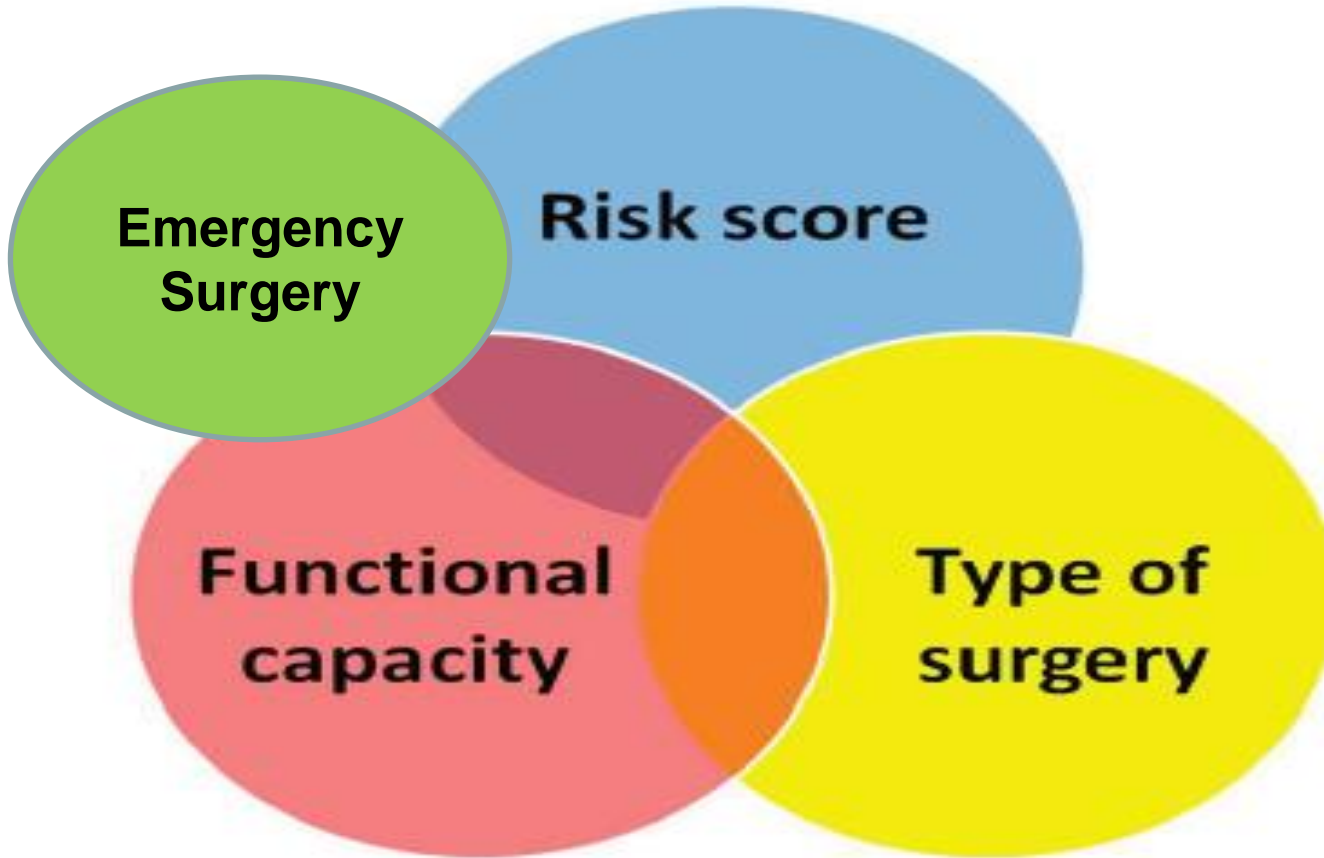 Emergency
Surgery
Risk score
Functional
capacity
Type of
surgery